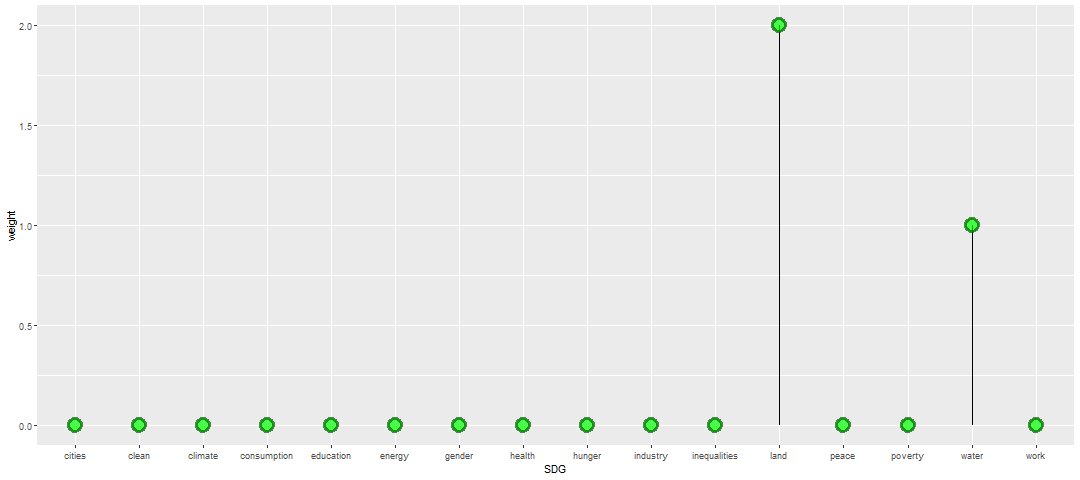 2.0
1.5
1.0
0.5
0.0
weight
cities clean climate consumption education energy gender health hunger industry inequalities land peace poverty water work
SDG